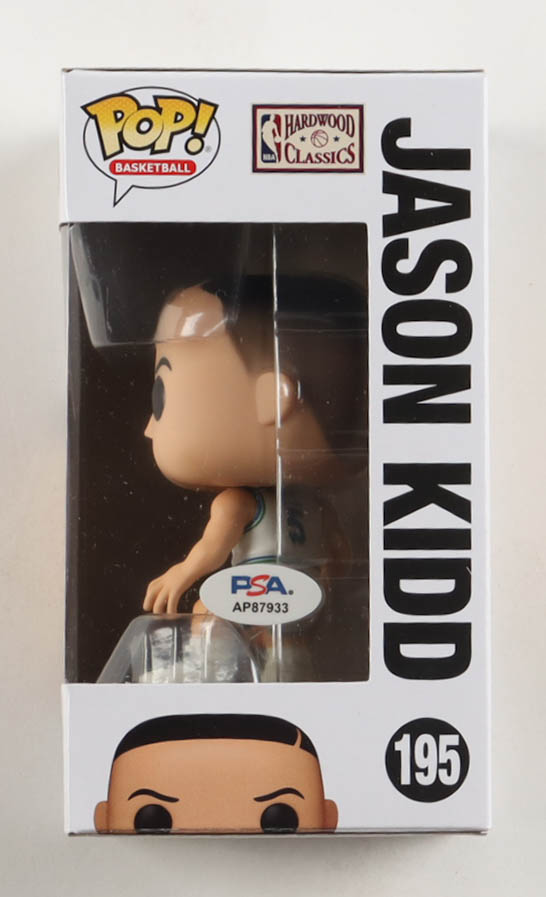 POP!
BASKETBALL
NBA
HARDWOOD
CLASSICS
JASON KIDD
PSA
AP87933
195